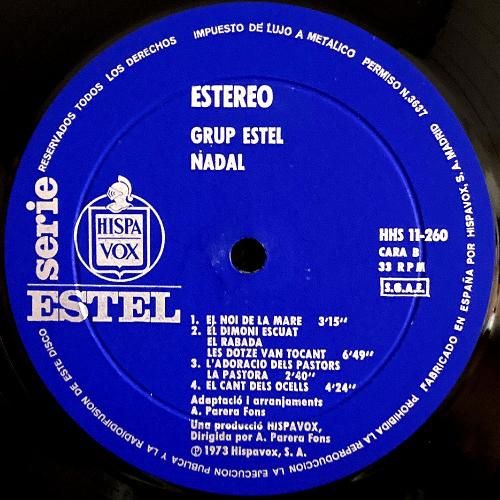 RESERVADOS TODOS LOS DERECHOS IMPUESTO DE LUJO A METALICO PERMISO N.3637
FABRICADO EN ESPAÑA POR HISPAVOX, S. A. MADRID
PROHIBIDA LA REPRODUCCION LA EJECUCION PUBLICA Y LA RADIODIFUSION DE ESTE DISCO
ESTEREO
GRUP ESTEL
NADAL
serie
ESTEL
HISPA
VOX
HHS 11-260
CARA B
33 RPM
S.G.A.E.
1. EL NOI DE LA MARE 3'15"
2. EL DIMONI ESCUAT
EL RABADA
LES DOTZE VAN TOCANT 6'49"
3. L'ADORACIO DELS PASTORS
LA PASTORA 2'40"
4. EL CANT DELS OCELLS 4'24"
Adaptació i arranjaments
A. Parera Fons
Una producció HISPAVOX,
Dirigida por A. Parera Fons
℗ 1973 Hispavox, S. A.